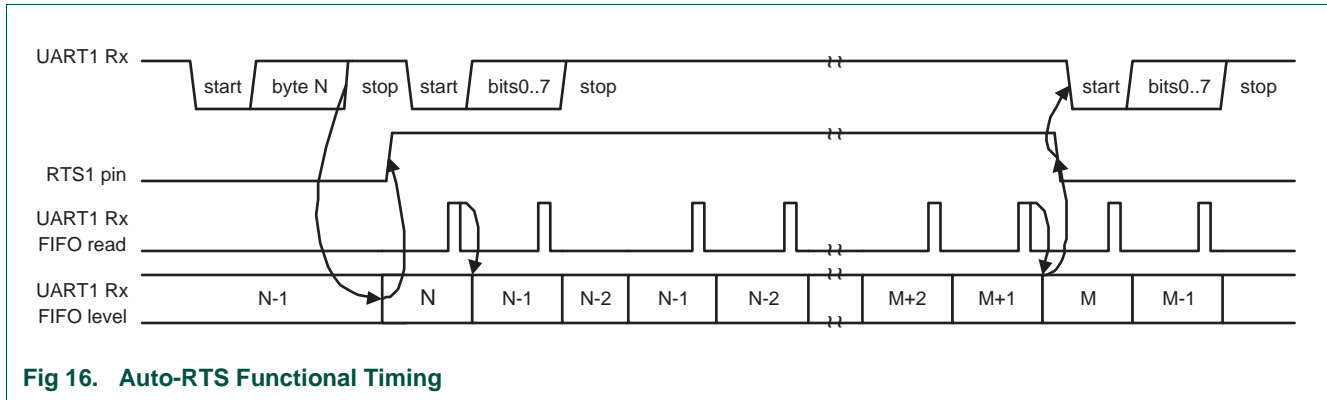 UART1 Rx
start byte N stop start bits0..7 stop start bits0..7 stop
RTS1 pin
UART1 Rx
FIFO read
UART1 Rx
FIFO level
N-1 N N-1 N-2 N-1 N-2 M+2 M+1 M M-1
Fig 16. Auto-RTS Functional Timing